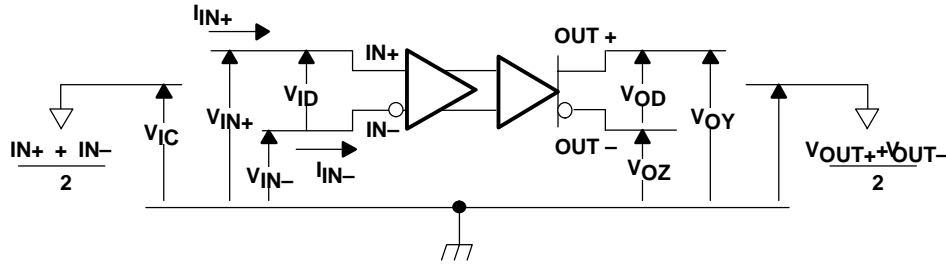 IIN+
IN+
OUT +
VID
VOD
VIN+
VOY
VIC
IN–
OUT –
IN+ + IN–
2
VIN–
IIN–
VOZ
VOUT+ +VOUT–
2